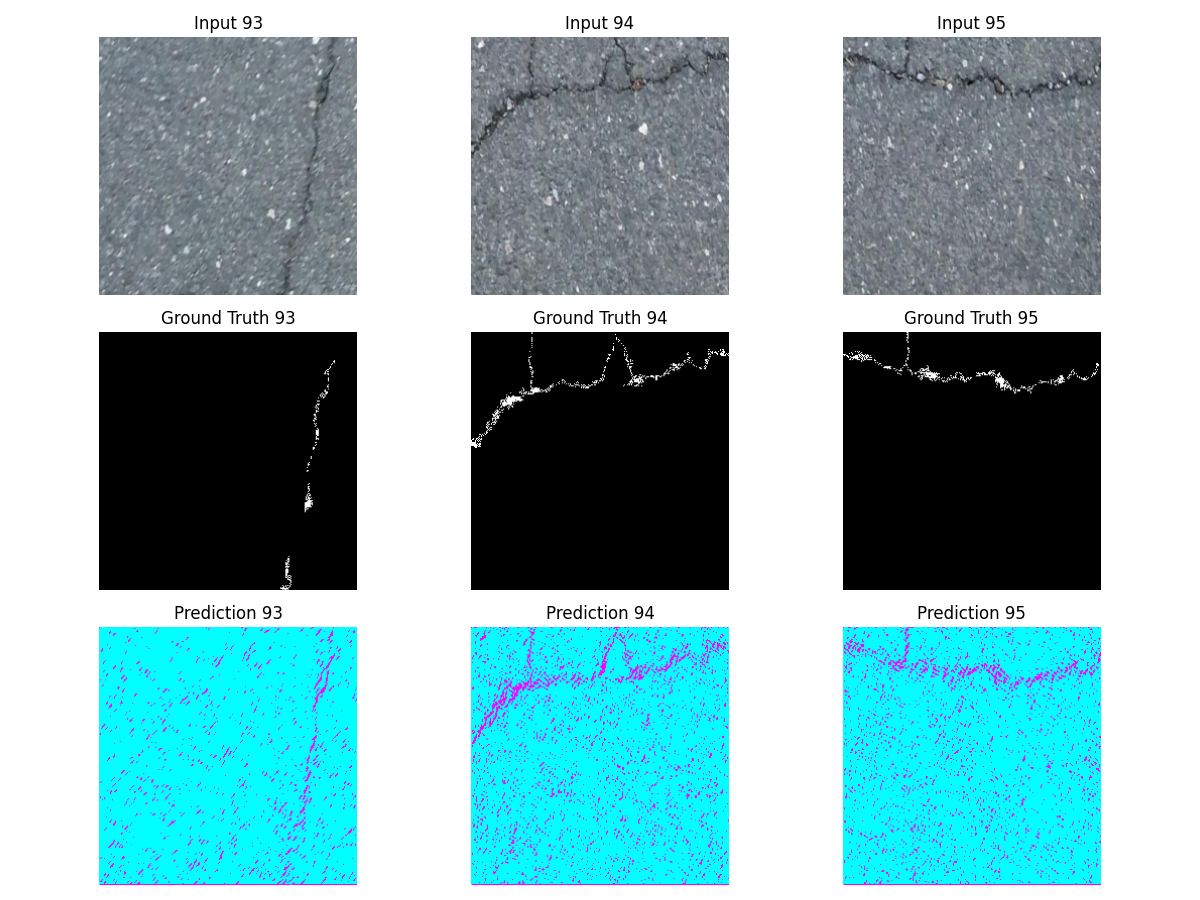 Input 93
Input 94
Input 95
Ground Truth 93
Ground Truth 94
Ground Truth 95
Prediction 93
Prediction 94
Prediction 95